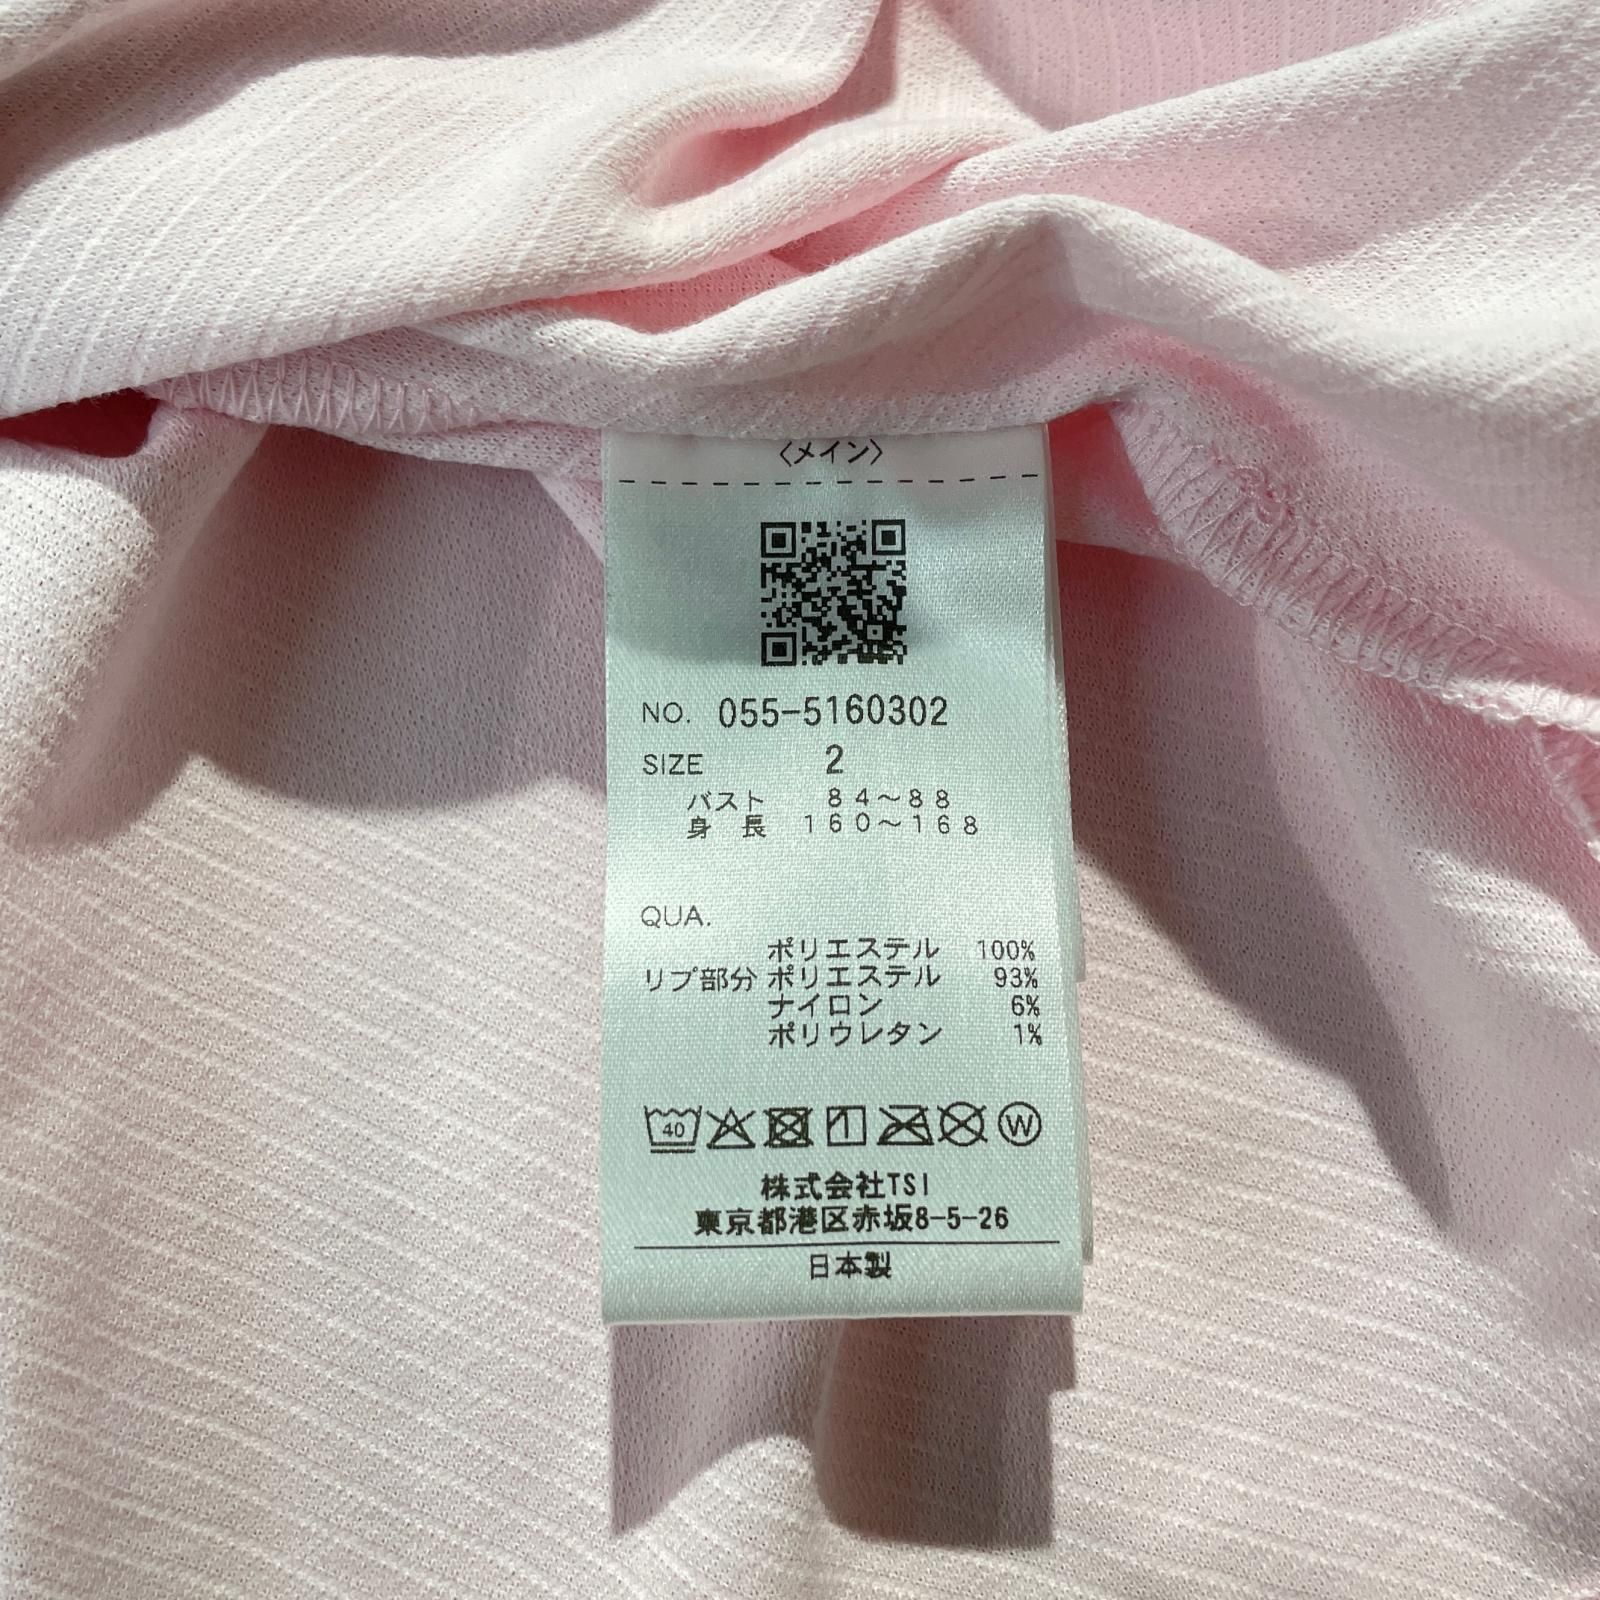 〈メイン〉
NO. 055-5160302
SIZE 2
バスト 84～88
身 長 160～168
QUA.
ポリエステル 100%
リブ部分 ポリエステル 93%
ナイロン 6%
ポリウレタン 1%
40 W
株式会社TSI
東京都港区赤坂8-5-26
日本製